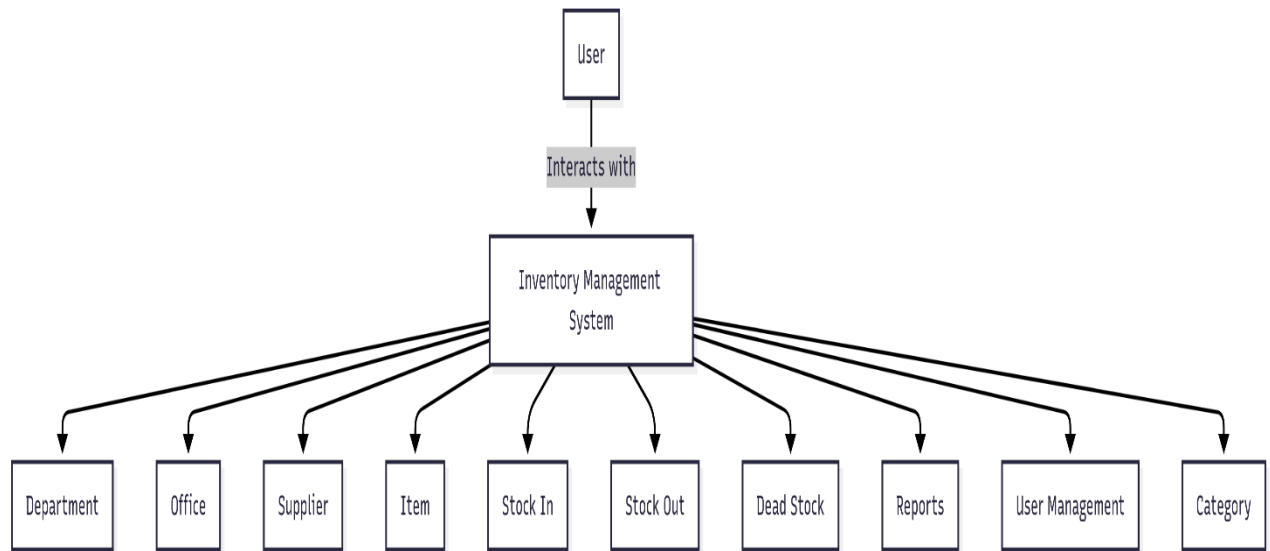 User
Interacts with
Inventory Management
System
Department
Office
Supplier
Item
Stock In
Stock Out
Dead Stock
Reports
User Management
Category